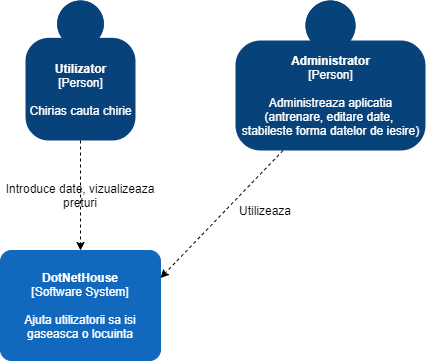 Utilizator
[Person]
Chirias cauta chirie
Administrator
[Person]
Administreaza aplicatia
(antrenare, editare date,
stabileste forma datelor de iesire)
Introduce date, vizualizeaza
preturi
Utilizeaza
DotNetHouse
[Software System]
Ajuta utilizatorii sa isi
gaseasca o locuinta